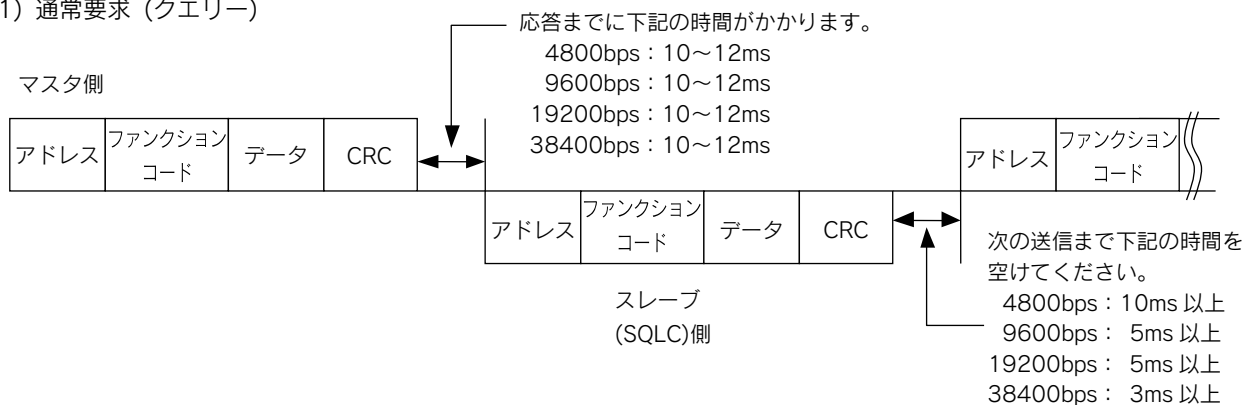 1) 通常要求 (クエリー)
応答までに下記の時間がかかります。
4800bps：10～12ms
9600bps：10～12ms
19200bps：10～12ms
38400bps：10～12ms
マスタ側
アドレス
ファンクション
コード
データ
CRC
アドレス
ファンクション
コード
アドレス
ファンクション
コード
データ
CRC
スレーブ
(SQLC)側
次の送信まで下記の時間を
空けてください。
4800bps：10ms 以上
9600bps： 5ms 以上
19200bps： 5ms 以上
38400bps： 3ms 以上